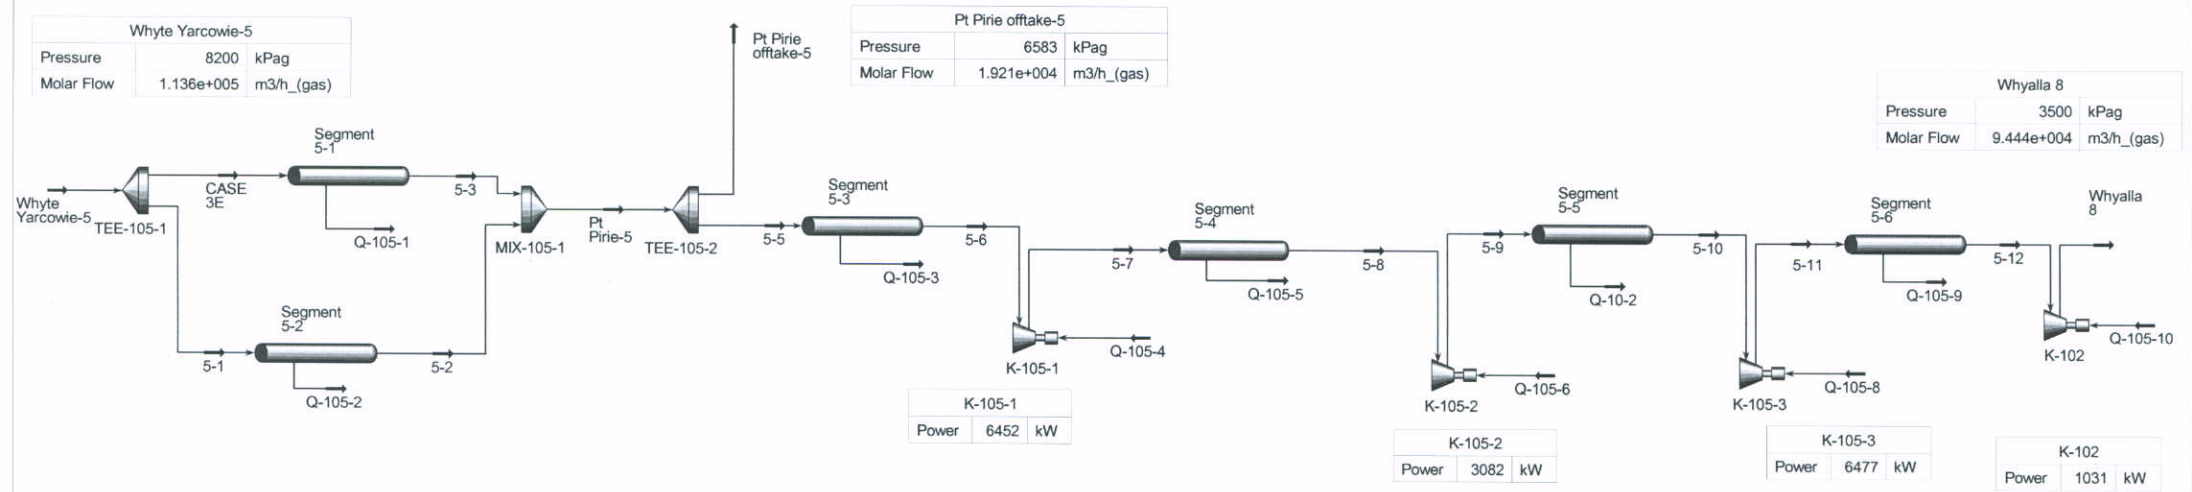 Whyte Yarcowie-5
Pressure 8200 kPag
Molar Flow 1.136e+005 m3/h_(gas)
Pt Pirie
offtake-5
Pt Pirie offtake-5
Pressure 6583 kPag
Molar Flow 1.921e+004 m3/h_(gas)
Whyalla 8
Pressure 3500 kPag
Molar Flow 9.444e+004 m3/h_(gas)
Whyte
Yarcowie-5
TEE-105-1
CASE
3E
Segment
5-1
Q-105-1
5-3
5-1
Segment
5-2
Q-105-2
5-2
MIX-105-1
Pt
Pirie-5
TEE-105-2
5-5
Segment
5-3
Q-105-3
5-6
K-105-1
Q-105-4
5-7
Segment
5-4
Q-105-5
5-8
K-105-2
Q-105-6
5-9
Segment
5-5
Q-10-2
5-10
K-105-3
Q-105-8
5-11
Segment
5-6
Q-105-9
5-12
Whyalla
8
K-102
Q-105-10
K-105-1
Power 6452 kW
K-105-2
Power 3082 kW
K-105-3
Power 6477 kW
K-102
Power 1031 kW